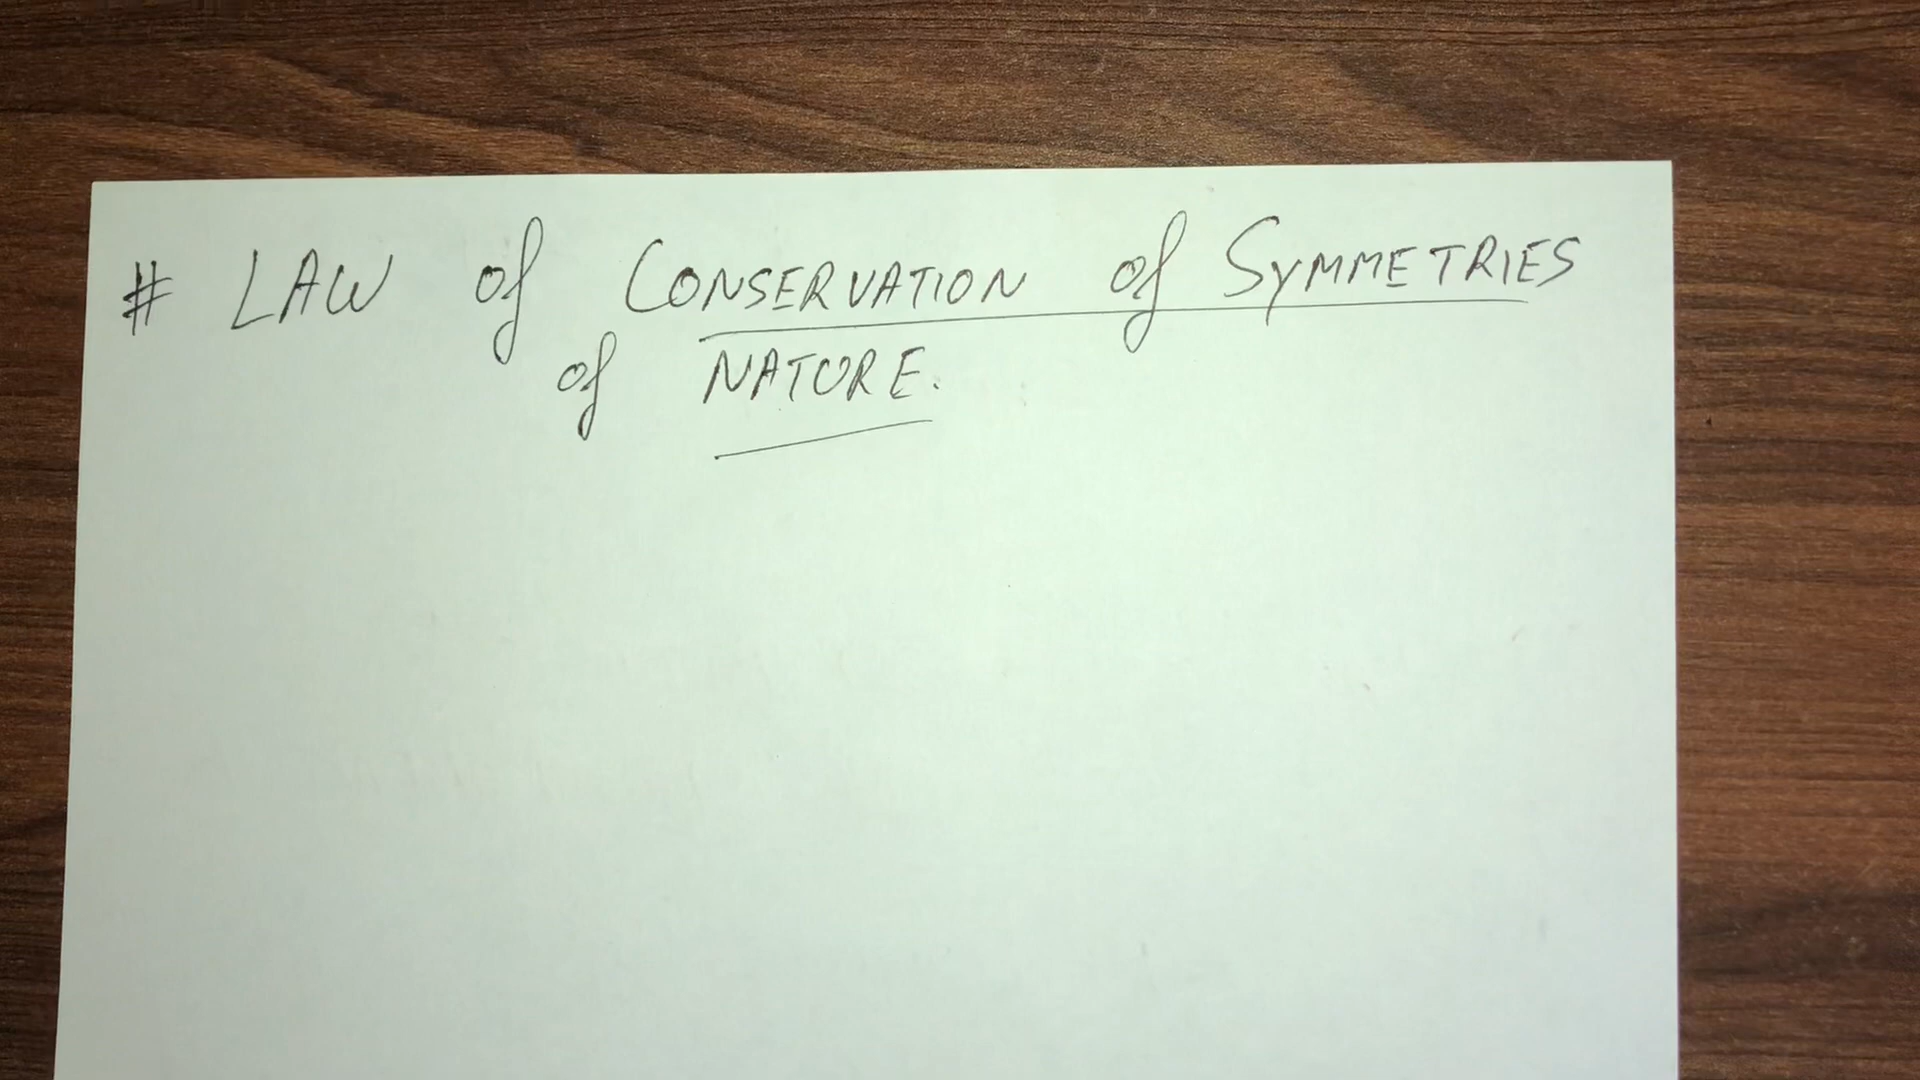 # LAW of CONSERVATION of SYMMETRIES
of NATURE.